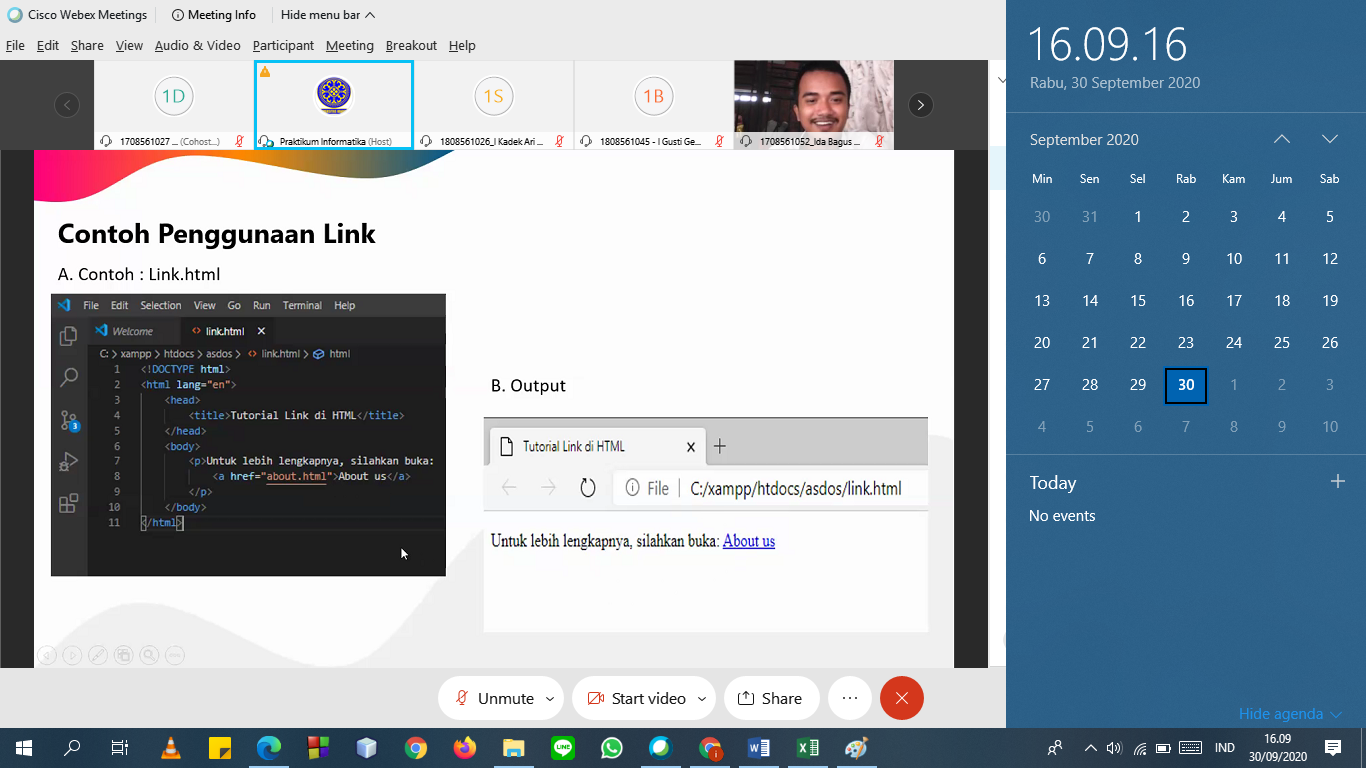 Cisco Webex Meetings
Meeting Info
Hide menu bar
File Edit Share View Audio & Video Participant Meeting Breakout Help
1D
1S
1B
1708561027 ... (Cohost...)
Praktikum Informatika (Host)
1808561026_I Kadek Ari ...
1808561045 - I Gusti Ge...
1708561052_Ida Bagus ...
Contoh Penggunaan Link
A. Contoh : Link.html
File Edit Selection View Go Run Terminal Help
Welcome
link.html
C: > xampp > htdocs > asdos > link.html > html
1 <!DOCTYPE html>
2 <html lang="en">
3 <head>
4 <title>Tutorial Link di HTML</title>
5 </head>
6 <body>
7 <p>Untuk lebih lengkapnya, silahkan buka:
8 <a href="about.html">About us</a>
9 </p>
10 </body>
11 </html>
3
B. Output
Tutorial Link di HTML
File | C:/xampp/htdocs/asdos/link.html
Untuk lebih lengkapnya, silahkan buka: About us
Unmute
Start video
Share
16.09.16
Rabu, 30 September 2020
September 2020
Min Sen Sel Rab Kam Jum Sab
30 31 1 2 3 4 5
6 7 8 9 10 11 12
13 14 15 16 17 18 19
20 21 22 23 24 25 26
27 28 29 30 1 2 3
4 5 6 7 8 9 10
Today
No events
Hide agenda
LINE
IND
16.09
30/09/2020